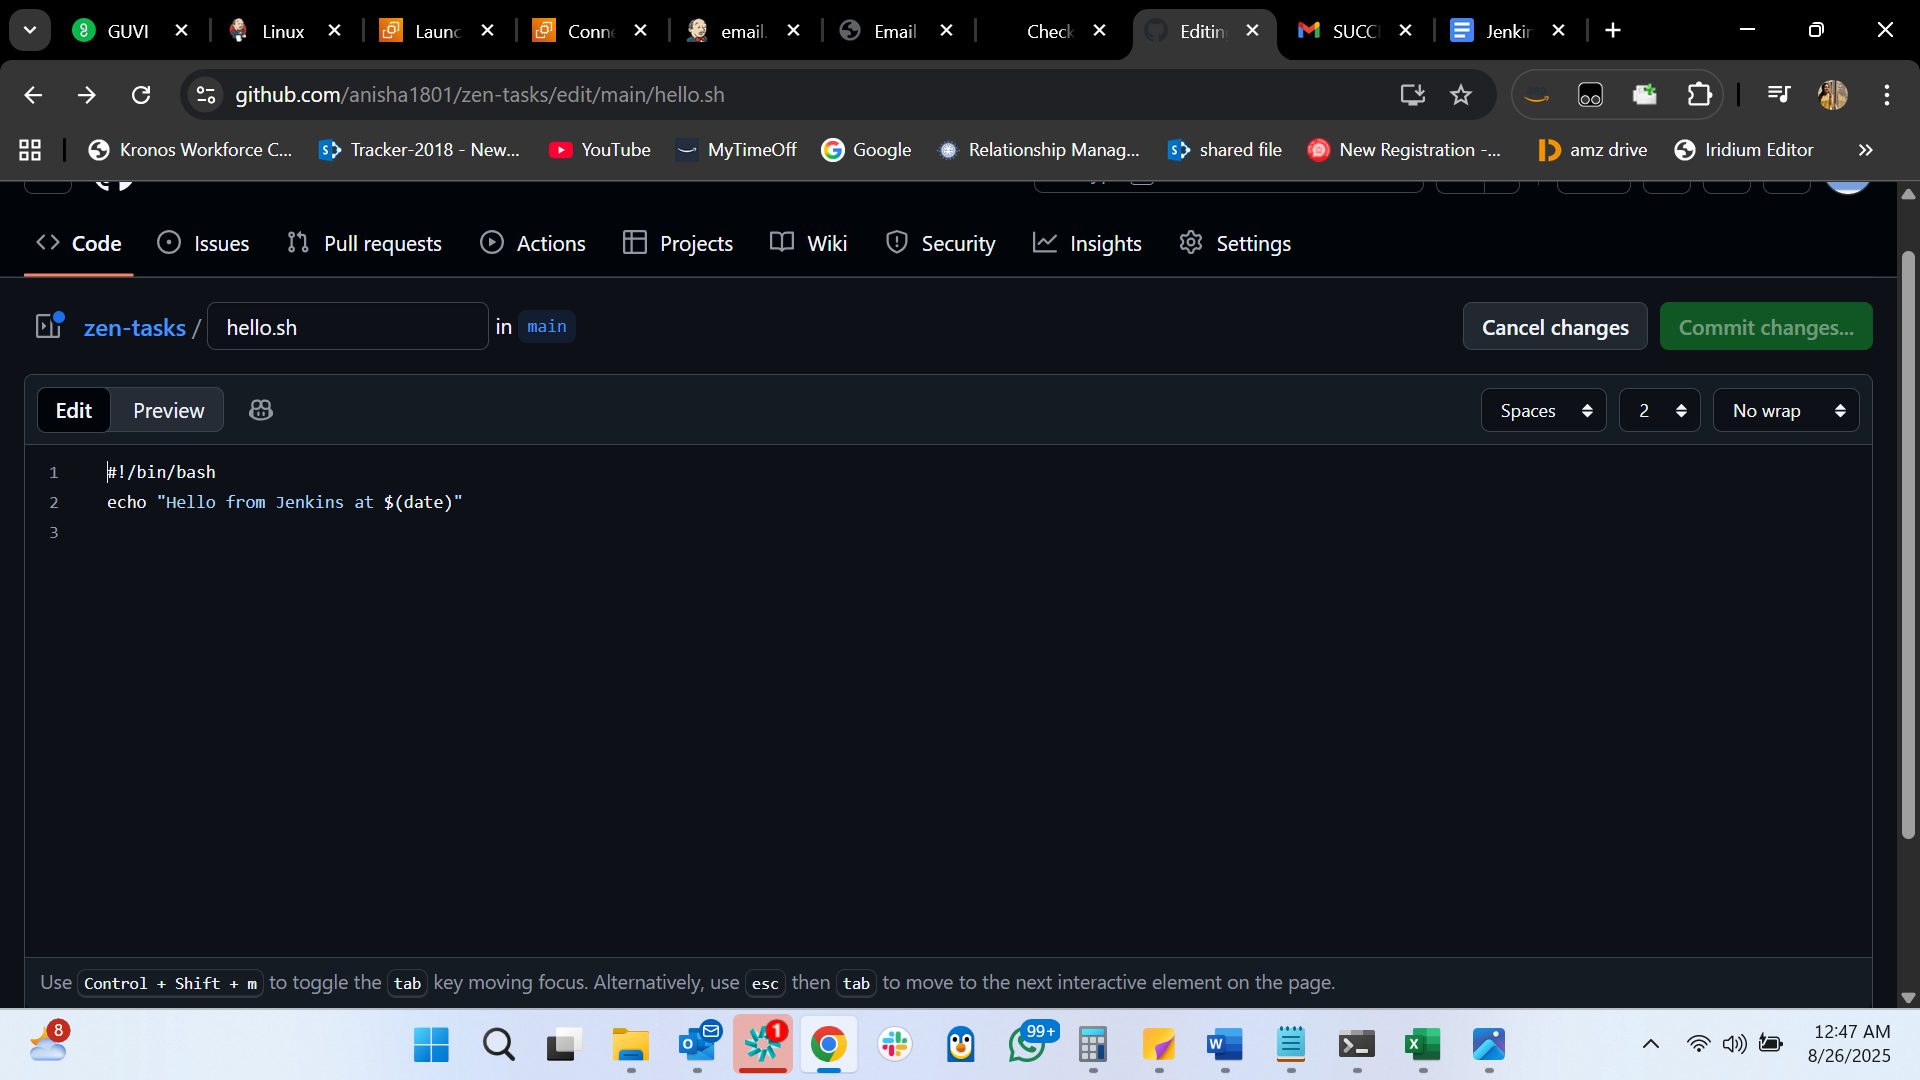 GUVI
Linux
Launc
Conne
email.
Email
Check
Editin
SUCC
Jenkin
github.com/anisha1801/zen-tasks/edit/main/hello.sh
Kronos Workforce C...
Tracker-2018 - New...
YouTube
MyTimeOff
Google
Relationship Manag...
shared file
New Registration -...
amz drive
Iridium Editor
Code
Issues
Pull requests
Actions
Projects
Wiki
Security
Insights
Settings
zen-tasks / hello.sh in main
Cancel changes
Commit changes...
Edit
Preview
Spaces
2
No wrap
1 #!/bin/bash
2 echo "Hello from Jenkins at $(date)"
3
Use Control + Shift + m to toggle the tab key moving focus. Alternatively, use esc then tab to move to the next interactive element on the page.
8
1
99+
12:47 AM
8/26/2025